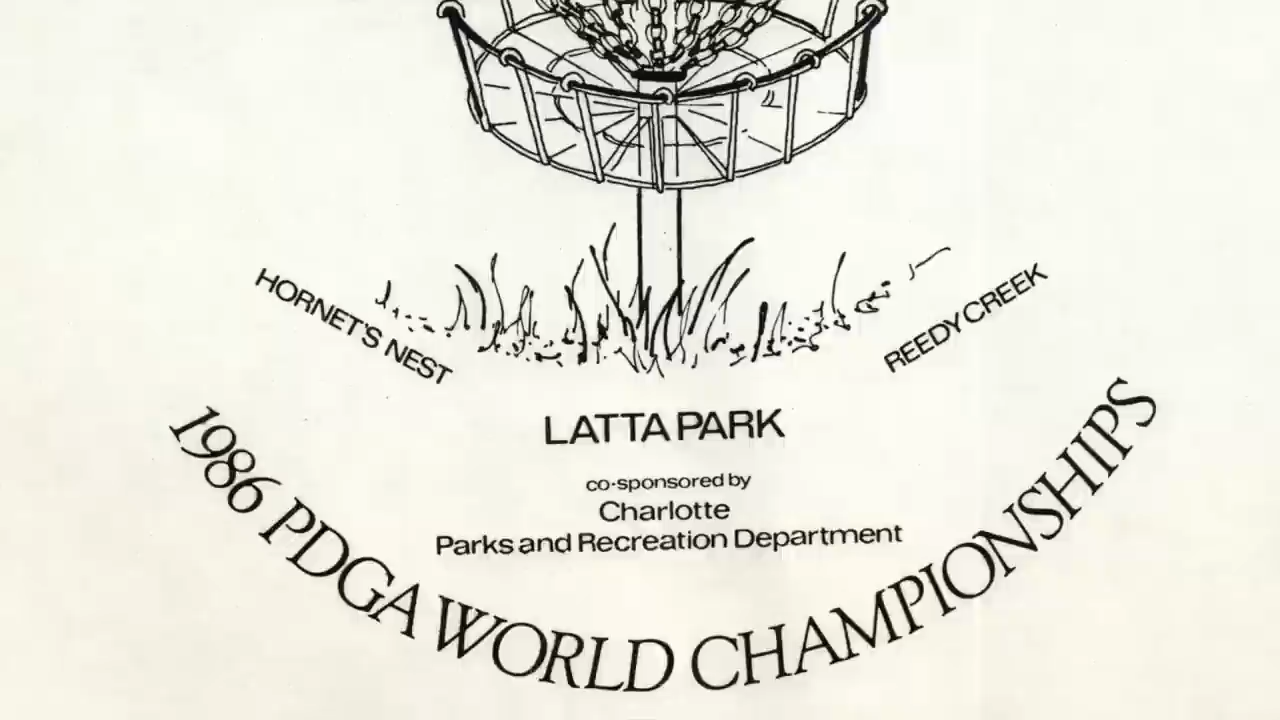 HORNET'S NEST
REEDY CREEK
LATTA PARK
co-sponsored by
Charlotte
Parks and Recreation Department
1986 PDGA WORLD CHAMPIONSHIPS